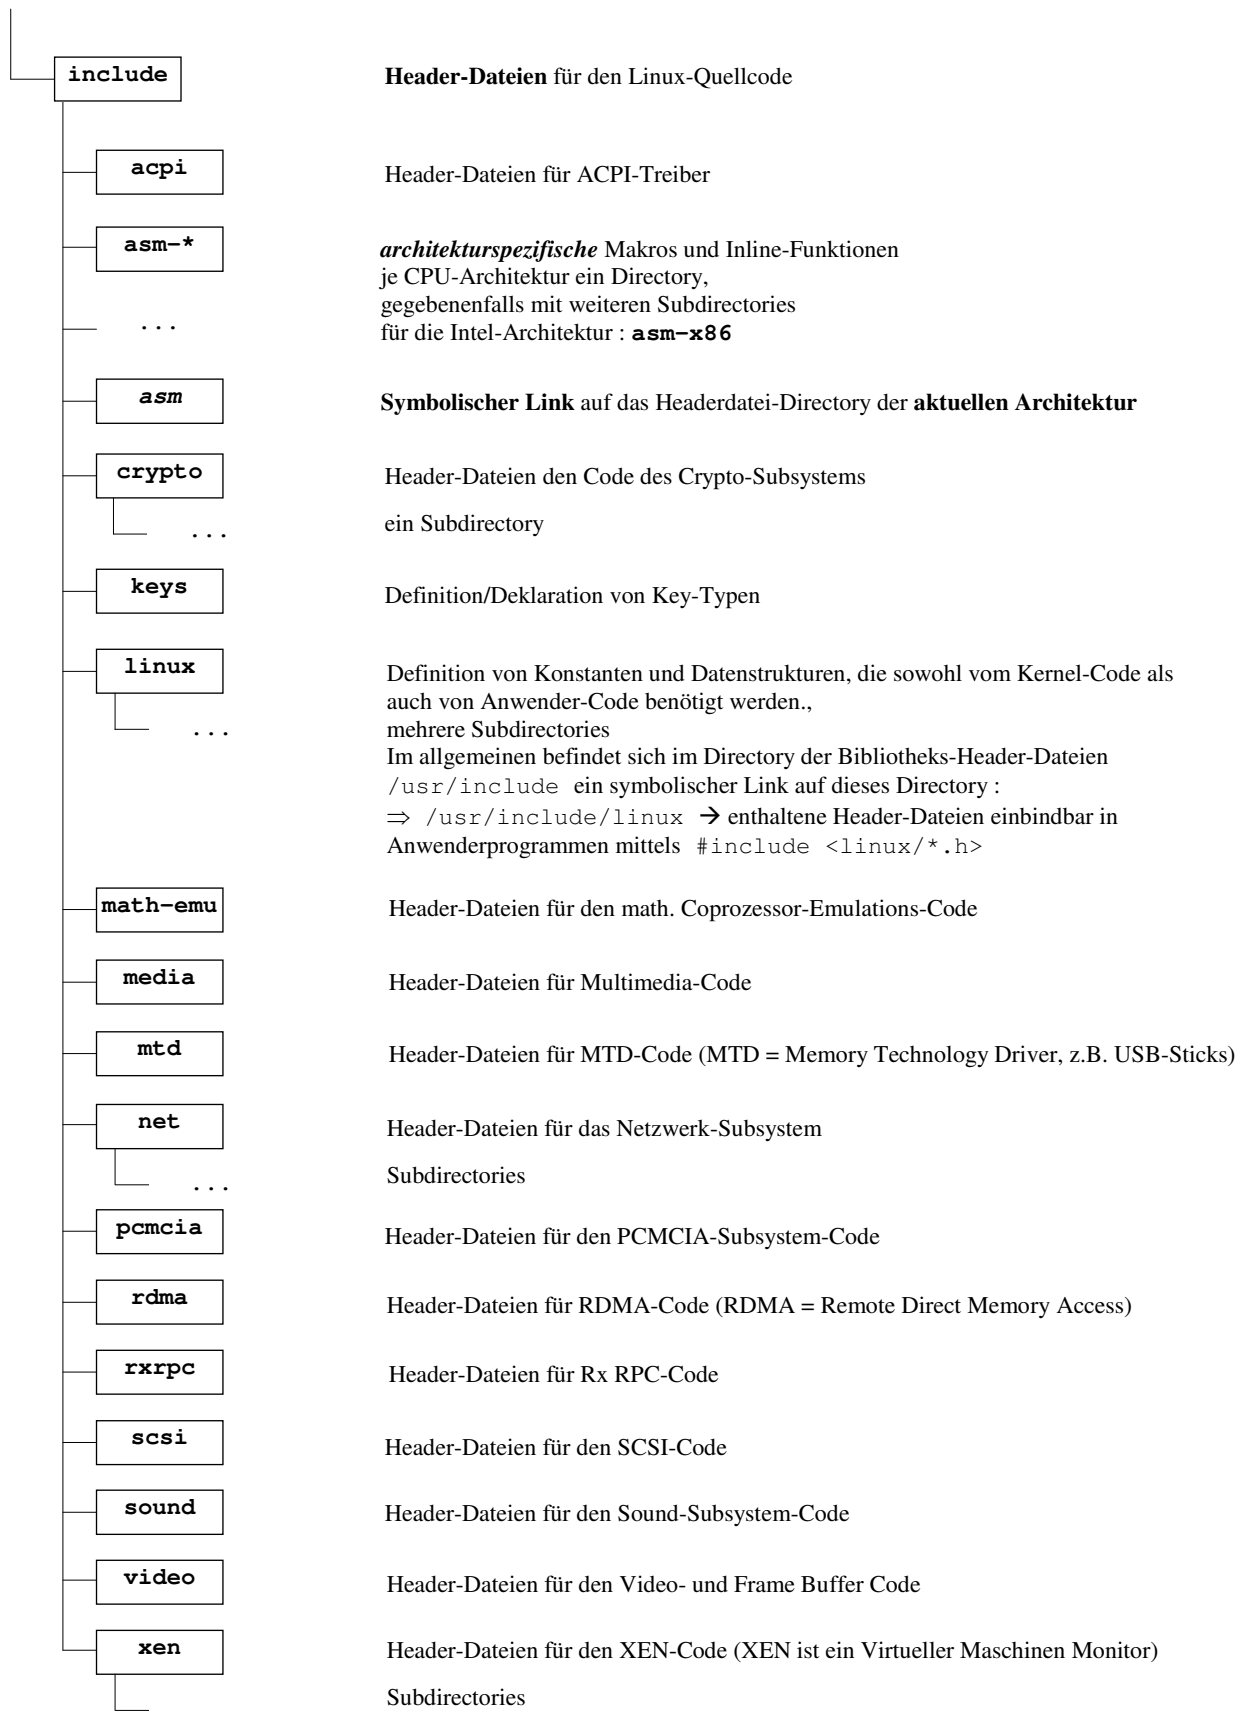 include Header-Dateien für den Linux-Quellcode
acpi Header-Dateien für ACPI-Treiber
asm-* architekturspezifische Makros und Inline-Funktionen
je CPU-Architektur ein Directory,
gegebenenfalls mit weiteren Subdirectories
... für die Intel-Architektur : asm-x86
asm Symbolischer Link auf das Headerdatei-Directory der aktuellen Architektur
crypto Header-Dateien den Code des Crypto-Subsystems
... ein Subdirectory
keys Definition/Deklaration von Key-Typen
linux Definition von Konstanten und Datenstrukturen, die sowohl vom Kernel-Code als
auch von Anwender-Code benötigt werden.,
... mehrere Subdirectories
Im allgemeinen befindet sich im Directory der Bibliotheks-Header-Dateien
/usr/include ein symbolischer Link auf dieses Directory :
⇒ /usr/include/linux → enthaltene Header-Dateien einbindbar in
Anwenderprogrammen mittels #include <linux/*.h>
math-emu Header-Dateien für den math. Coprozessor-Emulations-Code
media Header-Dateien für Multimedia-Code
mtd Header-Dateien für MTD-Code (MTD = Memory Technology Driver, z.B. USB-Sticks)
net Header-Dateien für das Netzwerk-Subsystem
... Subdirectories
pcmcia Header-Dateien für den PCMCIA-Subsystem-Code
rdma Header-Dateien für RDMA-Code (RDMA = Remote Direct Memory Access)
rxrpc Header-Dateien für Rx RPC-Code
scsi Header-Dateien für den SCSI-Code
sound Header-Dateien für den Sound-Subsystem-Code
video Header-Dateien für den Video- und Frame Buffer Code
xen Header-Dateien für den XEN-Code (XEN ist ein Virtueller Maschinen Monitor)
Subdirectories